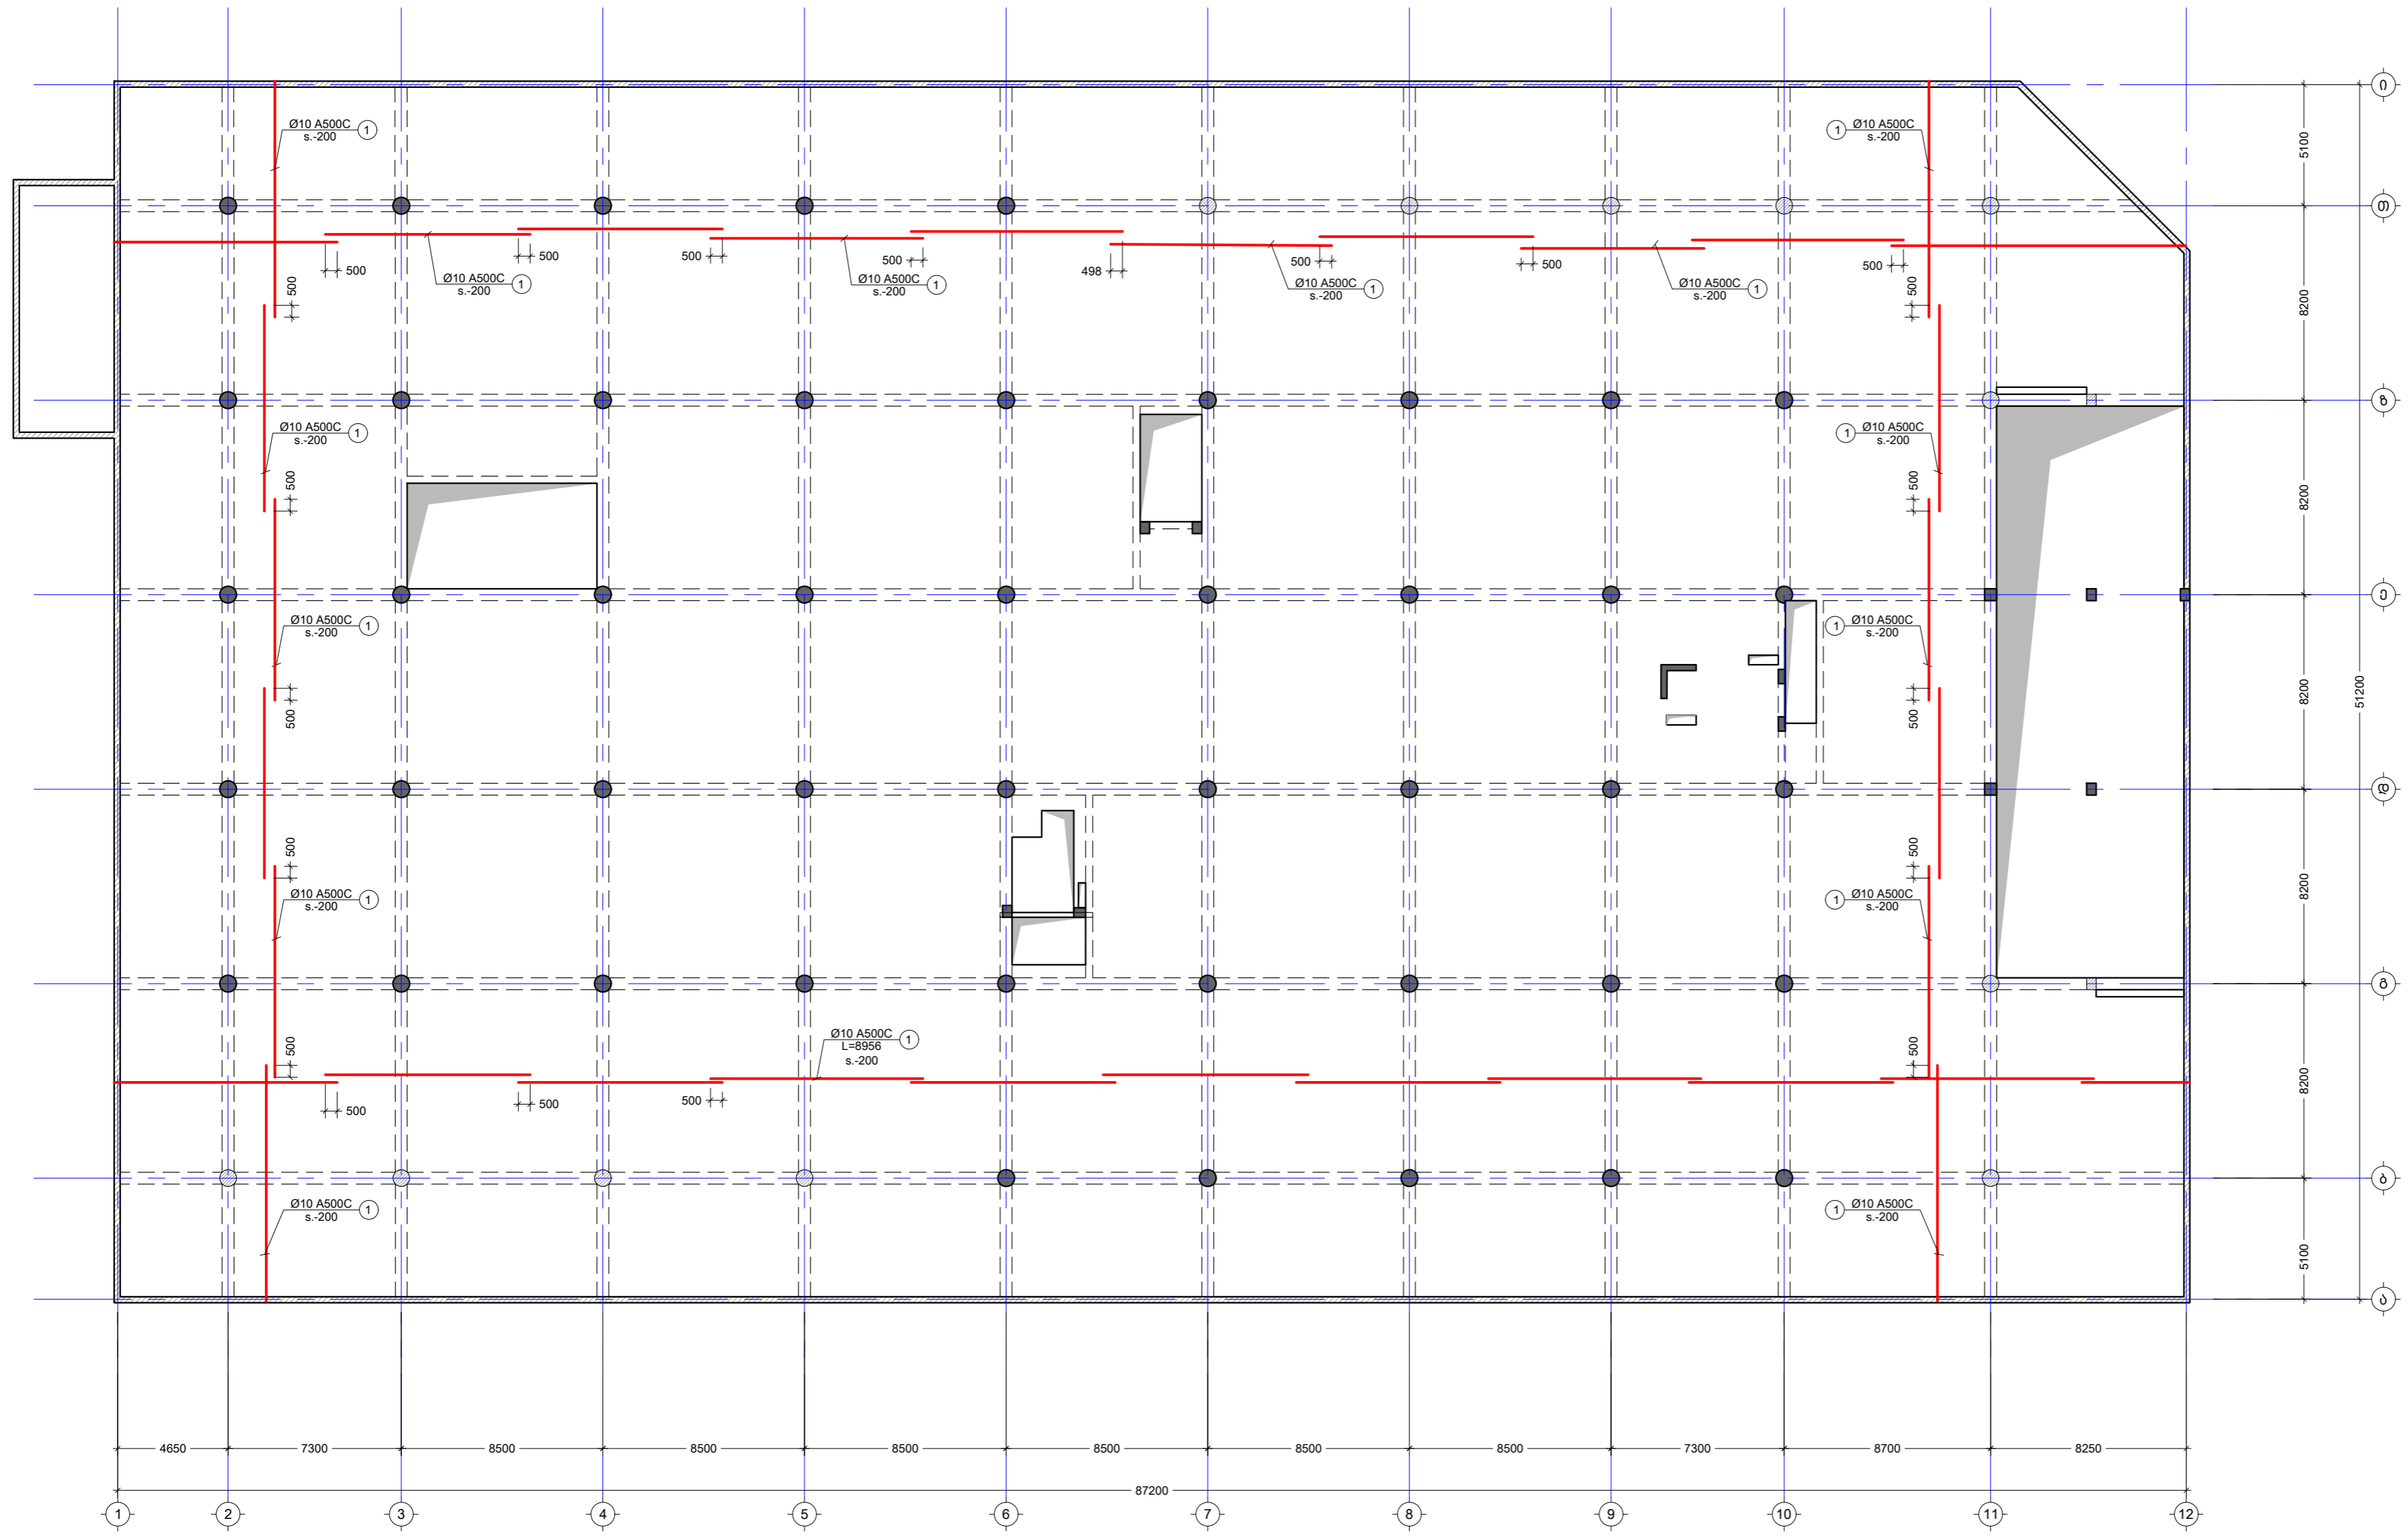 ი
Ø10 A500C 1
s.-200
1 Ø10 A500C
s.-200
5100
თ
500
500
500
500
498
500
500
500
Ø10 A500C 1
s.-200
Ø10 A500C 1
s.-200
Ø10 A500C 1
s.-200
Ø10 A500C 1
s.-200
500
500
8200
ზ
Ø10 A500C 1
s.-200
1 Ø10 A500C
s.-200
500
500
8200
ე
Ø10 A500C 1
s.-200
1 Ø10 A500C
s.-200
500
500
8200
51200
დ
500
500
8200
Ø10 A500C 1
s.-200
1 Ø10 A500C
s.-200
გ
500
Ø10 A500C 1
L=8956
s.-200
500
500
500
500
8200
ბ
Ø10 A500C 1
s.-200
1 Ø10 A500C
s.-200
5100
ა
4650
7300
8500
8500
8500
8500
8500
8500
7300
8700
8250
87200
1
2
3
4
5
6
7
8
9
10
11
12